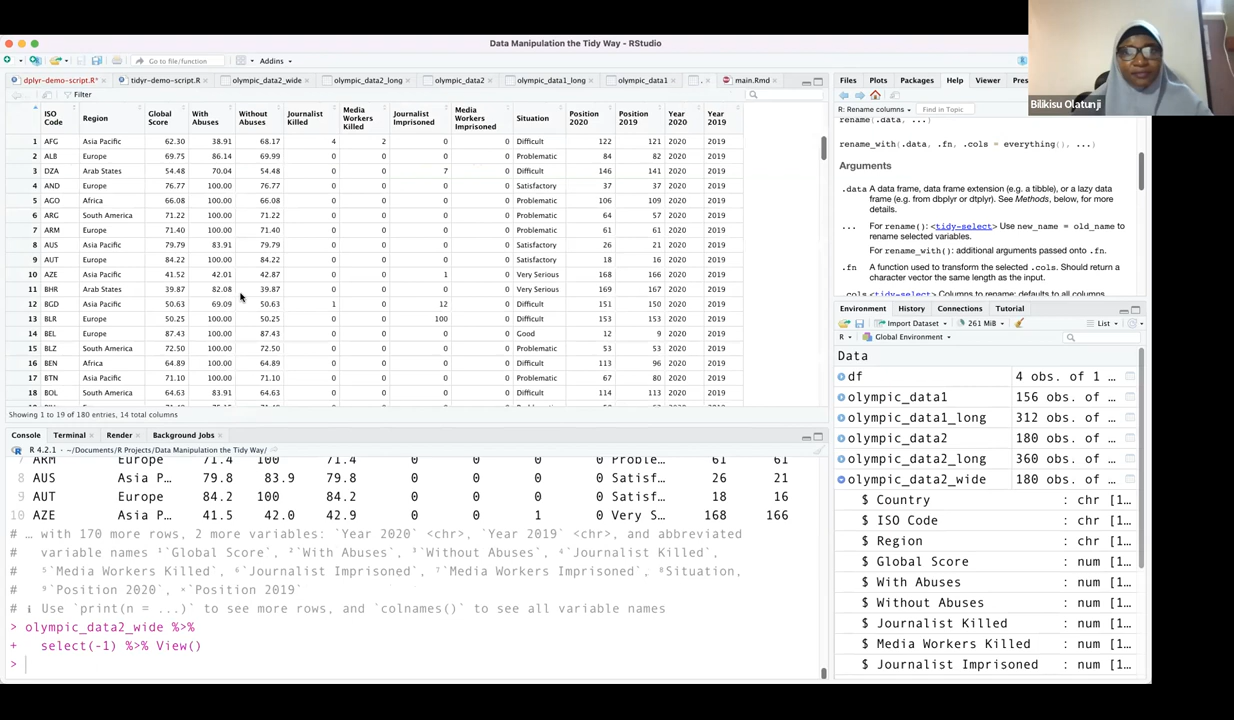 Data Manipulation the Tidy Way - RStudio
Go to file/function
Addins
Bilikisu Olatunji
dplyr-demo-script.R*
tidyr-demo-script.R
olympic_data2_wide
olympic_data2_long
olympic_data2
olympic_data1_long
olympic_data1
main.Rmd
Filter
ISO Code Region Global Score With Abuses Without Abuses Journalist Killed Media Workers Killed Journalist Imprisoned Media Workers Imprisoned Situation Position 2020 Position 2019 Year 2020 Year 2019
1 AFG Asia Pacific 62.30 38.91 68.17 4 2 0 0 Difficult 122 121 2020 2019
2 ALB Europe 69.75 86.14 69.99 0 0 0 0 Problematic 84 82 2020 2019
3 DZA Arab States 54.48 70.04 54.48 0 0 7 0 Difficult 146 141 2020 2019
4 AND Europe 76.77 100.00 76.77 0 0 0 0 Satisfactory 37 37 2020 2019
5 AGO Africa 66.08 100.00 66.08 0 0 0 0 Problematic 106 109 2020 2019
6 ARG South America 71.22 100.00 71.22 0 0 0 0 Problematic 64 57 2020 2019
7 ARM Europe 71.40 100.00 71.40 0 0 0 0 Problematic 61 61 2020 2019
8 AUS Asia Pacific 79.79 83.91 79.79 0 0 0 0 Satisfactory 26 21 2020 2019
9 AUT Europe 84.22 100.00 84.22 0 0 0 0 Satisfactory 18 16 2020 2019
10 AZE Asia Pacific 41.52 42.01 42.87 0 0 1 0 Very Serious 168 166 2020 2019
11 BHR Arab States 39.87 82.08 39.87 0 0 0 0 Very Serious 169 167 2020 2019
12 BGD Asia Pacific 50.63 69.09 50.63 1 0 12 0 Difficult 151 150 2020 2019
13 BLR Europe 50.25 100.00 50.25 0 0 100 0 Difficult 153 153 2020 2019
14 BEL Europe 87.43 100.00 87.43 0 0 0 0 Good 12 9 2020 2019
15 BLZ South America 72.50 100.00 72.50 0 0 0 0 Problematic 53 53 2020 2019
16 BEN Africa 64.89 100.00 64.89 0 0 0 0 Difficult 113 96 2020 2019
17 BTN Asia Pacific 71.10 100.00 71.10 0 0 0 0 Problematic 67 80 2020 2019
18 BOL South America 64.63 83.91 64.63 0 0 0 0 Difficult 114 113 2020 2019
Showing 1 to 19 of 180 entries, 14 total columns
Console Terminal Render Background Jobs
R 4.2.1 · ~/Documents/R Projects/Data Manipulation the Tidy Way/
7 ARM Europe 71.4 100 71.4 0 0 0 0 Proble… 61 61
8 AUS Asia P… 79.8 83.9 79.8 0 0 0 0 Satisf… 26 21
9 AUT Europe 84.2 100 84.2 0 0 0 0 Satisf… 18 16
10 AZE Asia P… 41.5 42.0 42.9 0 0 1 0 Very S… 168 166
# … with 170 more rows, 2 more variables: `Year 2020` <chr>, `Year 2019` <chr>, and abbreviated
#   variable names ¹​`Global Score`, ²​`With Abuses`, ³​`Without Abuses`, ⁴​`Journalist Killed`,
#   ⁵​`Media Workers Killed`, ⁶​`Journalist Imprisoned`, ⁷​`Media Workers Imprisoned`, ⁸​Situation,
#   ⁹​`Position 2020`, ˣ​`Position 2019`
# ℹ Use `print(n = ...)` to see more rows, and `colnames()` to see all variable names
> olympic_data2_wide %>%
+   select(-1) %>% View()
>
Files Plots Packages Help Viewer Pres
R: Rename columns
Find in Topic
rename(.data, ...)
rename_with(.data, .fn, .cols = everything(), ...)
Arguments
.data A data frame, data frame extension (e.g. a tibble), or a lazy data
frame (e.g. from dbplyr or dtplyr). See Methods, below, for more
details.
... For rename(): <tidy-select> Use new_name = old_name to
rename selected variables.
For rename_with(): additional arguments passed onto .fn.
.fn A function used to transform the selected .cols. Should return a
character vector the same length as the input.
.cols <tidy-select> Columns to rename; defaults to all columns.
Environment History Connections Tutorial
Import Dataset 261 MiB List
R Global Environment
Data
df 4 obs. of 1 …
olympic_data1 156 obs. of …
olympic_data1_long 312 obs. of …
olympic_data2 180 obs. of …
olympic_data2_long 360 obs. of …
olympic_data2_wide 180 obs. of …
$ Country : chr [1…
$ ISO Code : chr [1…
$ Region : chr [1…
$ Global Score : num [1…
$ With Abuses : num [1…
$ Without Abuses : num [1…
$ Journalist Killed : num [1…
$ Media Workers Killed : num [1…
$ Journalist Imprisoned : num [1…